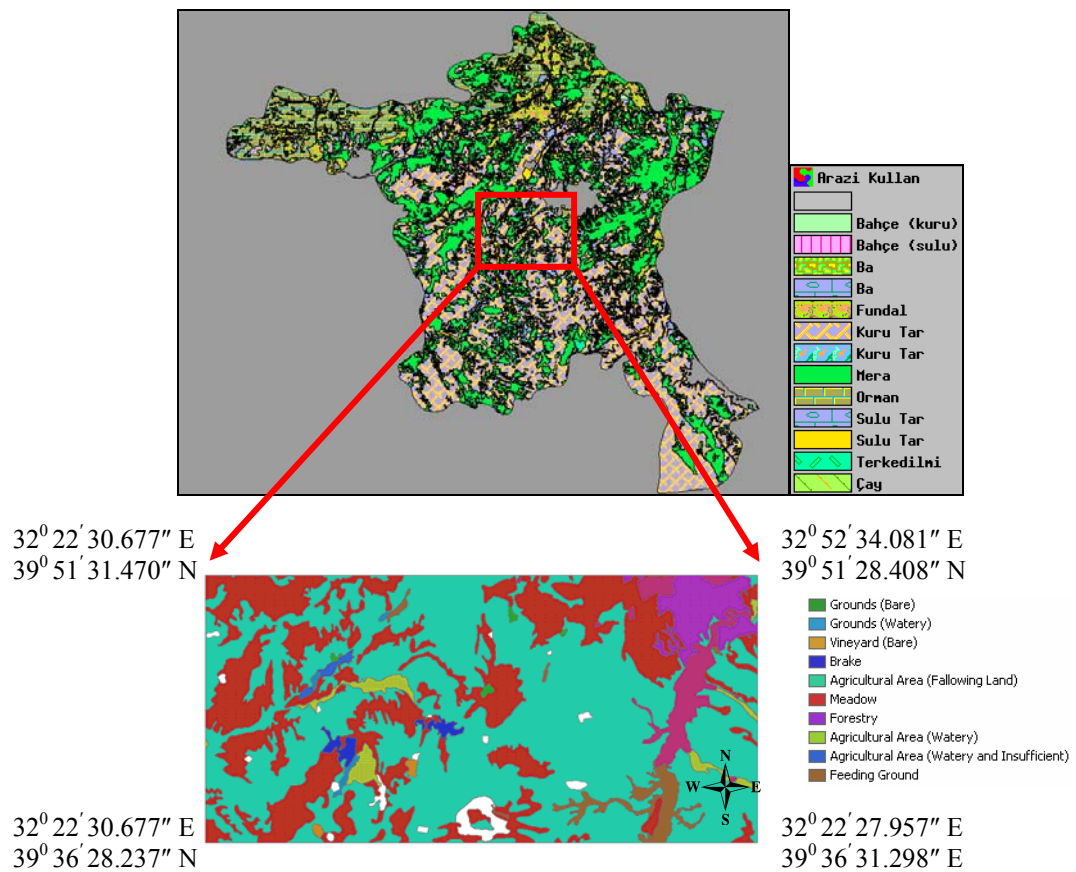 Arazi Kullan
Bahçe (kuru)
Bahçe (sulu)
Ba
Ba
Fundal
Kuru Tar
Kuru Tar
Mera
Orman
Sulu Tar
Sulu Tar
Terkedilmi
Çay
32⁰ 22′ 30.677″ E
39⁰ 51′ 31.470″ N
32⁰ 52′ 34.081″ E
39⁰ 51′ 28.408″ N
Grounds (Bare)
Grounds (Watery)
Vineyard (Bare)
Brake
Agricultural Area (Fallowing Land)
Meadow
Forestry
Agricultural Area (Watery)
Agricultural Area (Watery and Insufficient)
Feeding Ground
N
W E
S
32⁰ 22′ 30.677″ E
39⁰ 36′ 28.237″ N
32⁰ 22′ 27.957″ E
39⁰ 36′ 31.298″ E